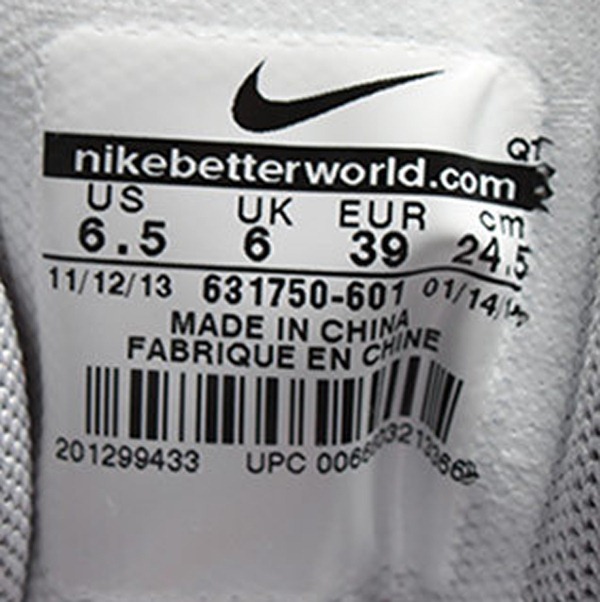 QT
nikebetterworld.com
US UK EUR cm
6.5 6 39 24.5
11/12/13 631750-601
MADE IN CHINA
FABRIQUE EN CHINE
201299433 UPC